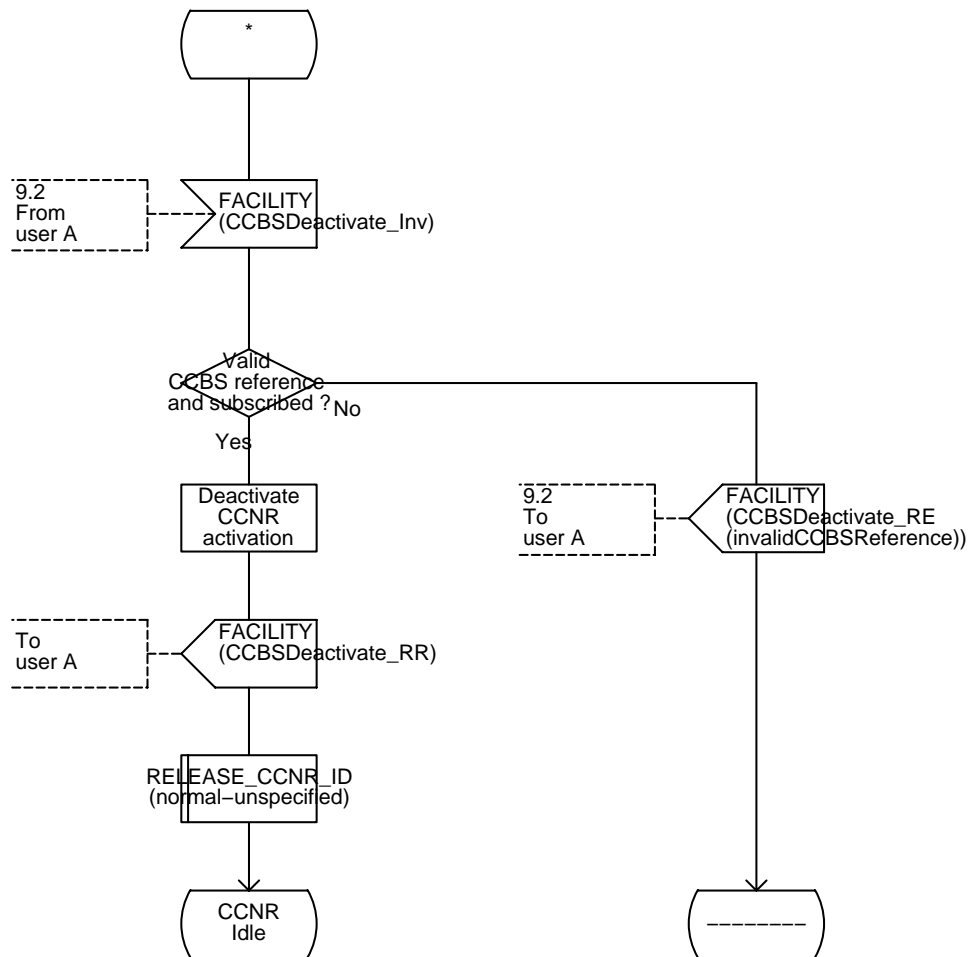 *
9.2
From
user A
FACILITY
(CCBSDeactivate_Inv)
Valid
CCBS reference
and subscribed ?
No
Yes
Deactivate
CCNR
activation
9.2
To
user A
FACILITY
(CCBSDeactivate_RE
(invalidCCBSReference))
To
user A
FACILITY
(CCBSDeactivate_RR)
RELEASE_CCNR_ID
(normal−unspecified)
CCNR
Idle